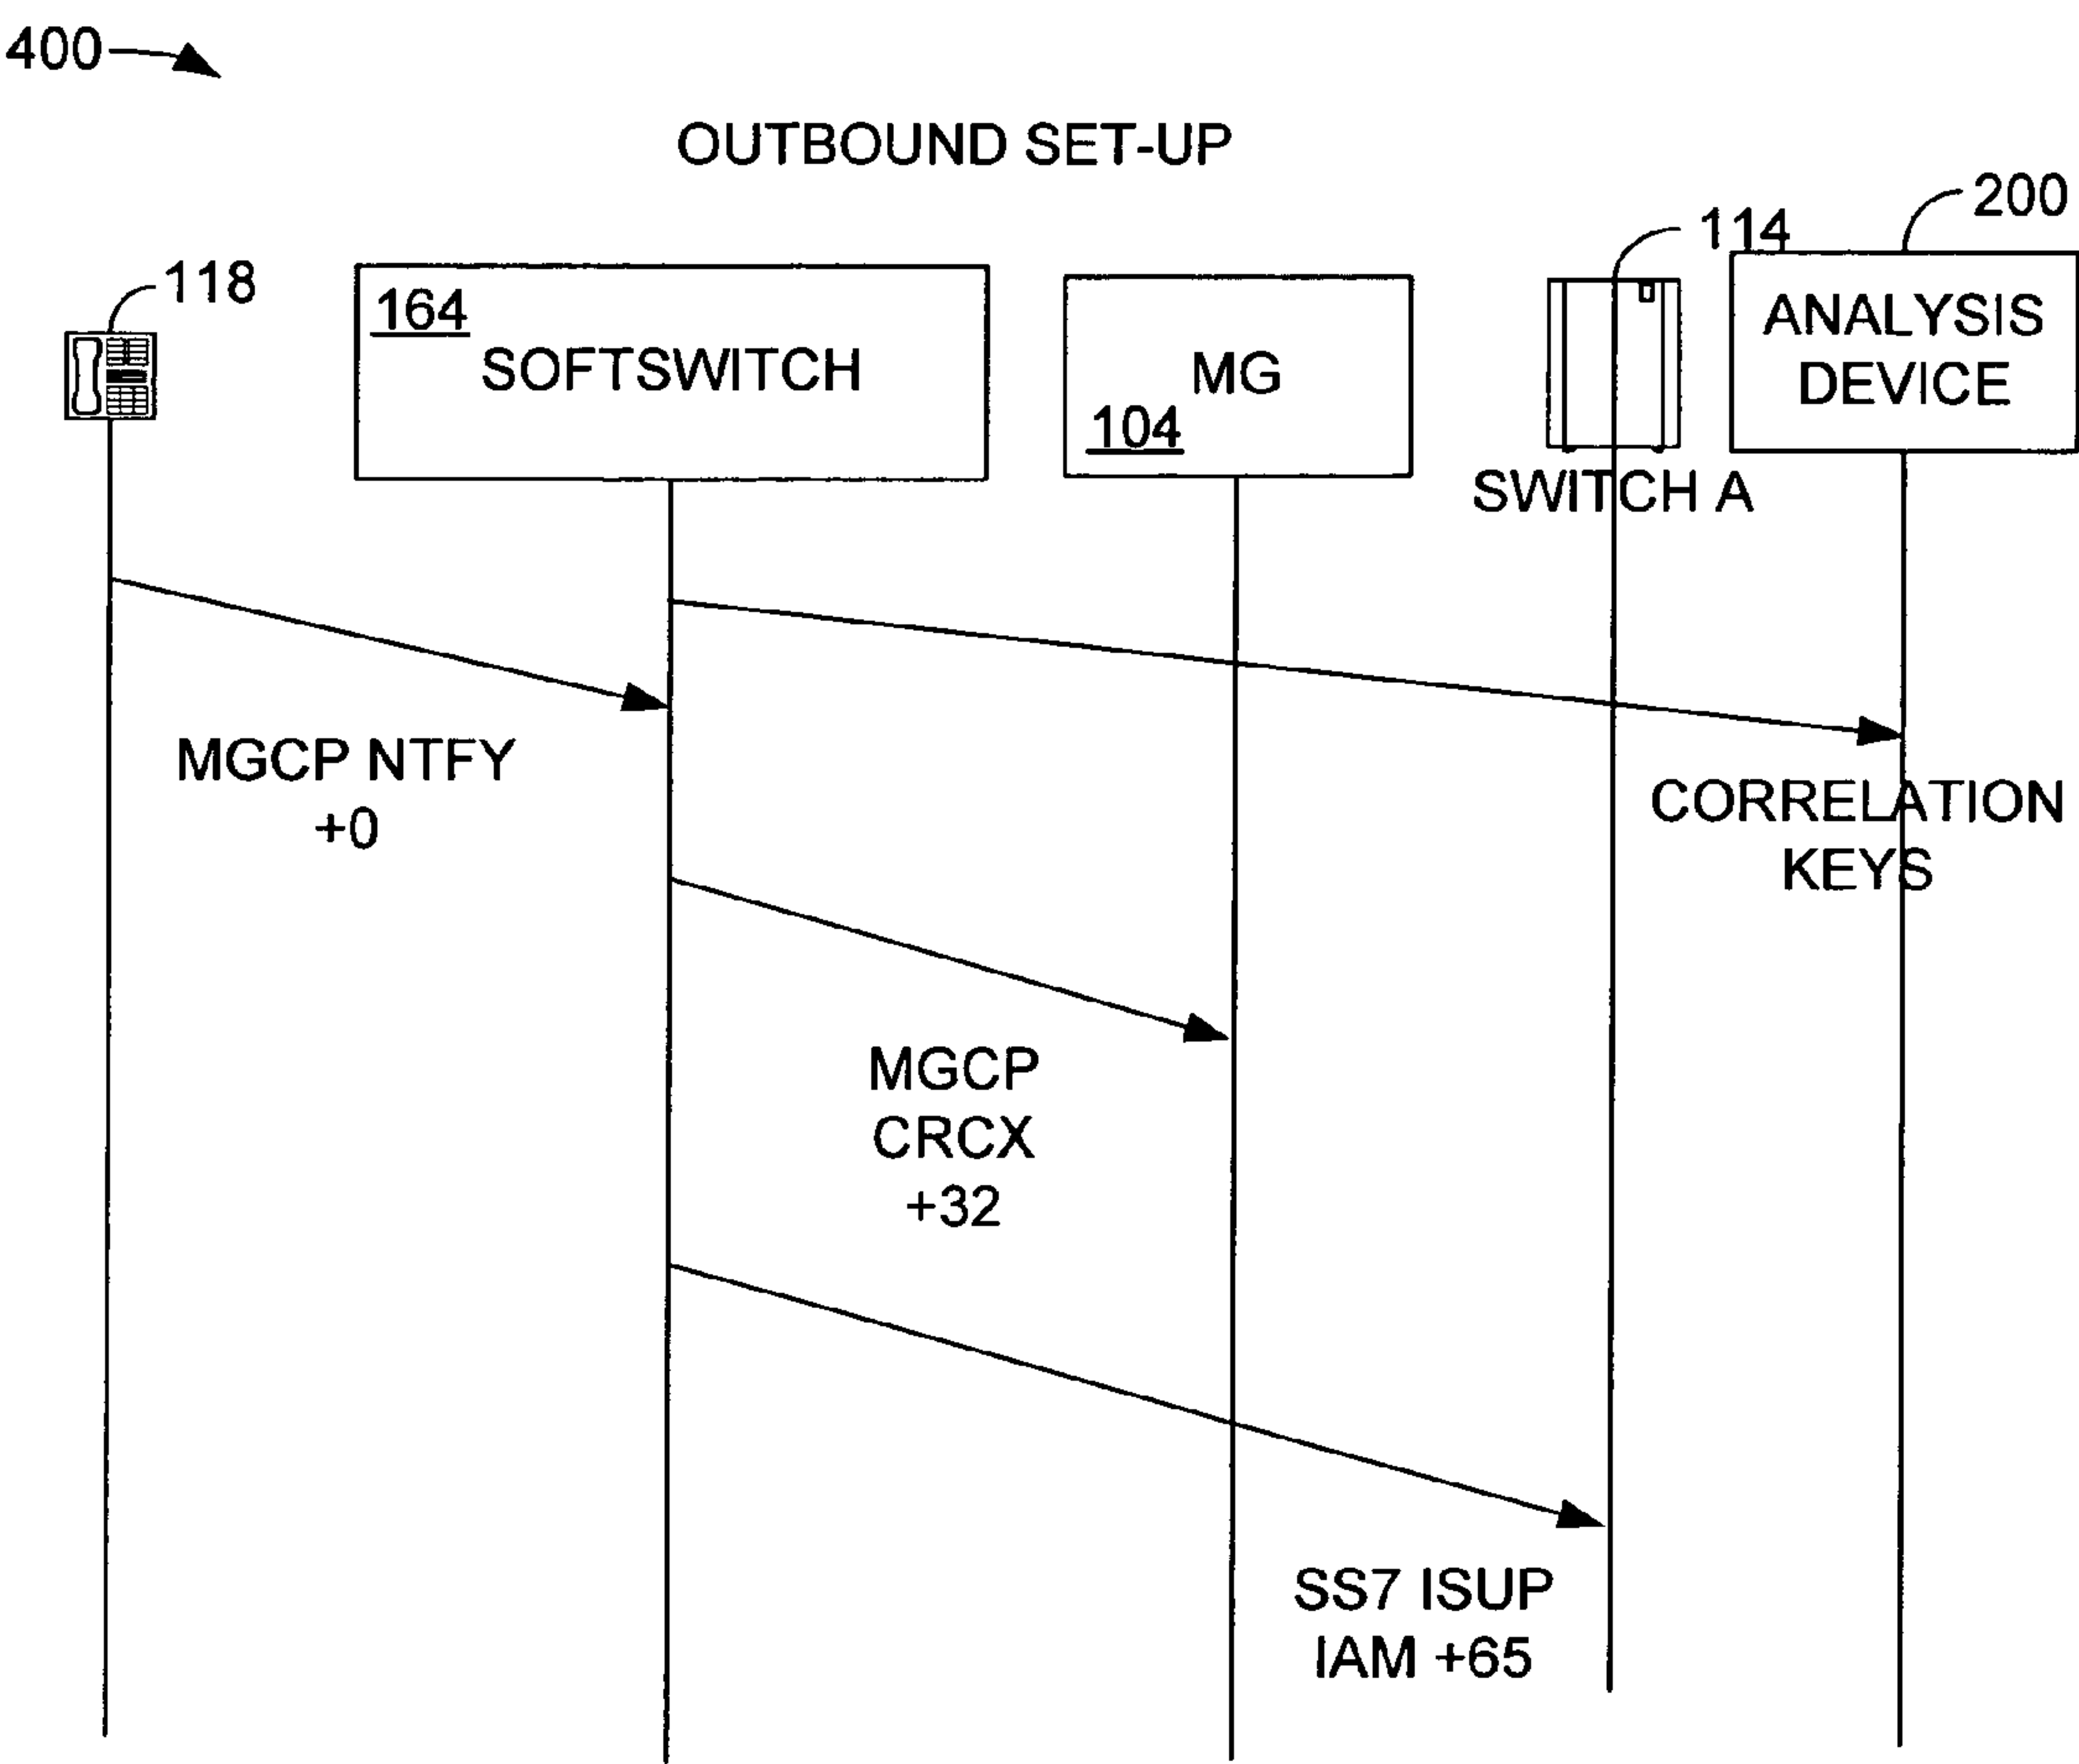 400
OUTBOUND SET-UP
200
114
118
164
SOFTSWITCH
MG
104
ANALYSIS
DEVICE
SWITCH A
MGCP NTFY
+0
CORRELATION
KEYS
MGCP
CRCX
+32
SS7 ISUP
IAM +65